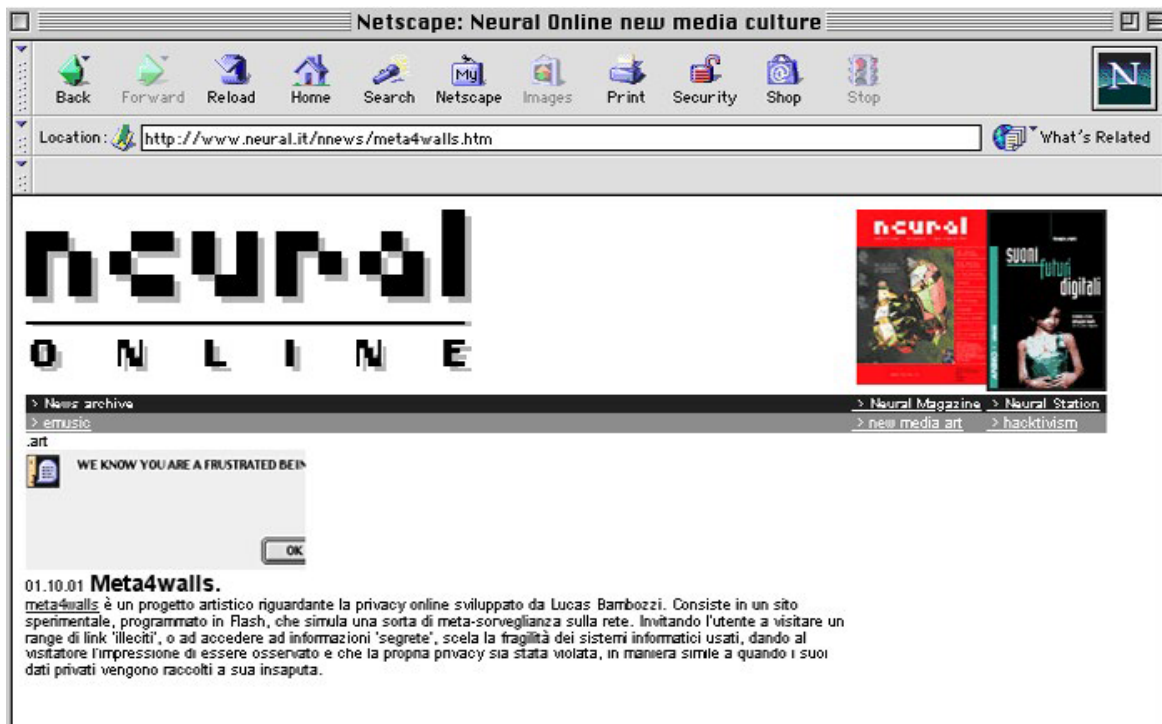 Netscape: Neural Online new media culture
Back Forward Reload Home Search Netscape Images Print Security Shop Stop
My
N
Location: http://www.neural.it/nnews/meta4walls.htm What's Related
neural
ONLINE
neural
suoni
futuri
digitali
> News archive > Neural Magazine > Neural Station
> emusic > new media art > hacktivism
.art
WE KNOW YOU ARE A FRUSTRATED BEIN
OK
01.10.01 Meta4walls.
meta4walls è un progetto artistico riguardante la privacy online sviluppato da Lucas Bambozzi. Consiste in un sito
sperimentale, programmato in Flash, che simula una sorta di meta-sorveglianza sulla rete. Invitando l'utente a visitare un
range di link 'illeciti', o ad accedere ad informazioni 'segrete', scela la fragilità dei sistemi informatici usati, dando al
visitatore l'impressione di essere osservato e che la propria privacy sia stata violata, in maniera simile a quando i suoi
dati privati vengono raccolti a sua insaputa.